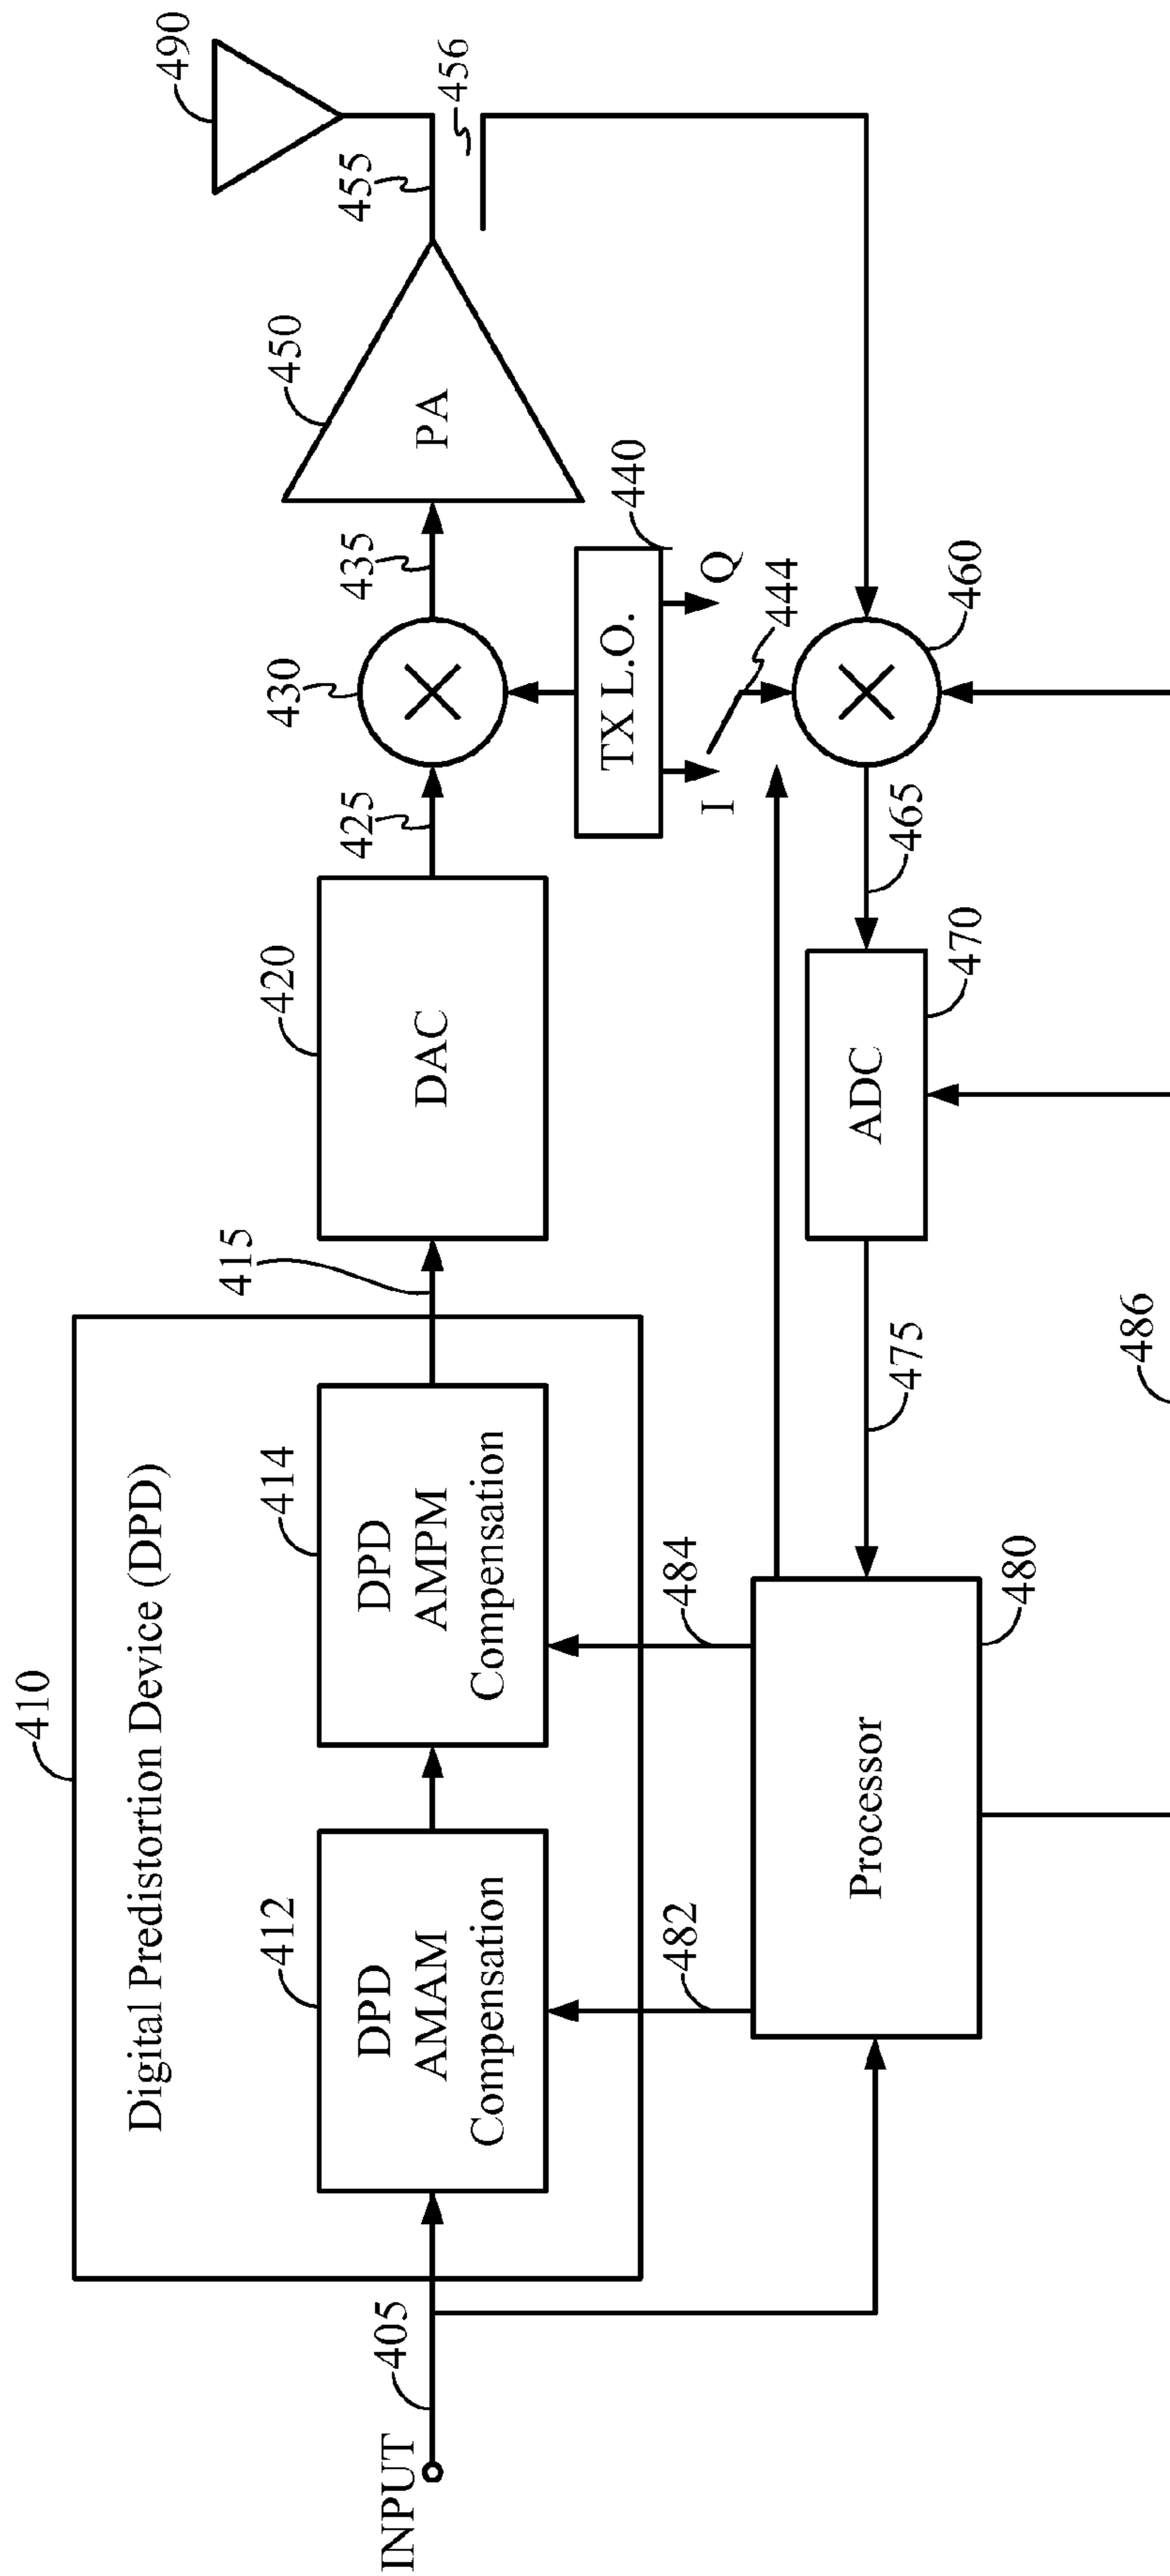 410
Digital Predistortion Device (DPD)
INPUT
405
412
DPD
AMAM
Compensation
414
DPD
AMPM
Compensation
415
420
DAC
425
430
435
450
PA
455
456
490
440
TX L.O.
I
Q
444
482
484
460
465
470
ADC
475
480
Processor
486